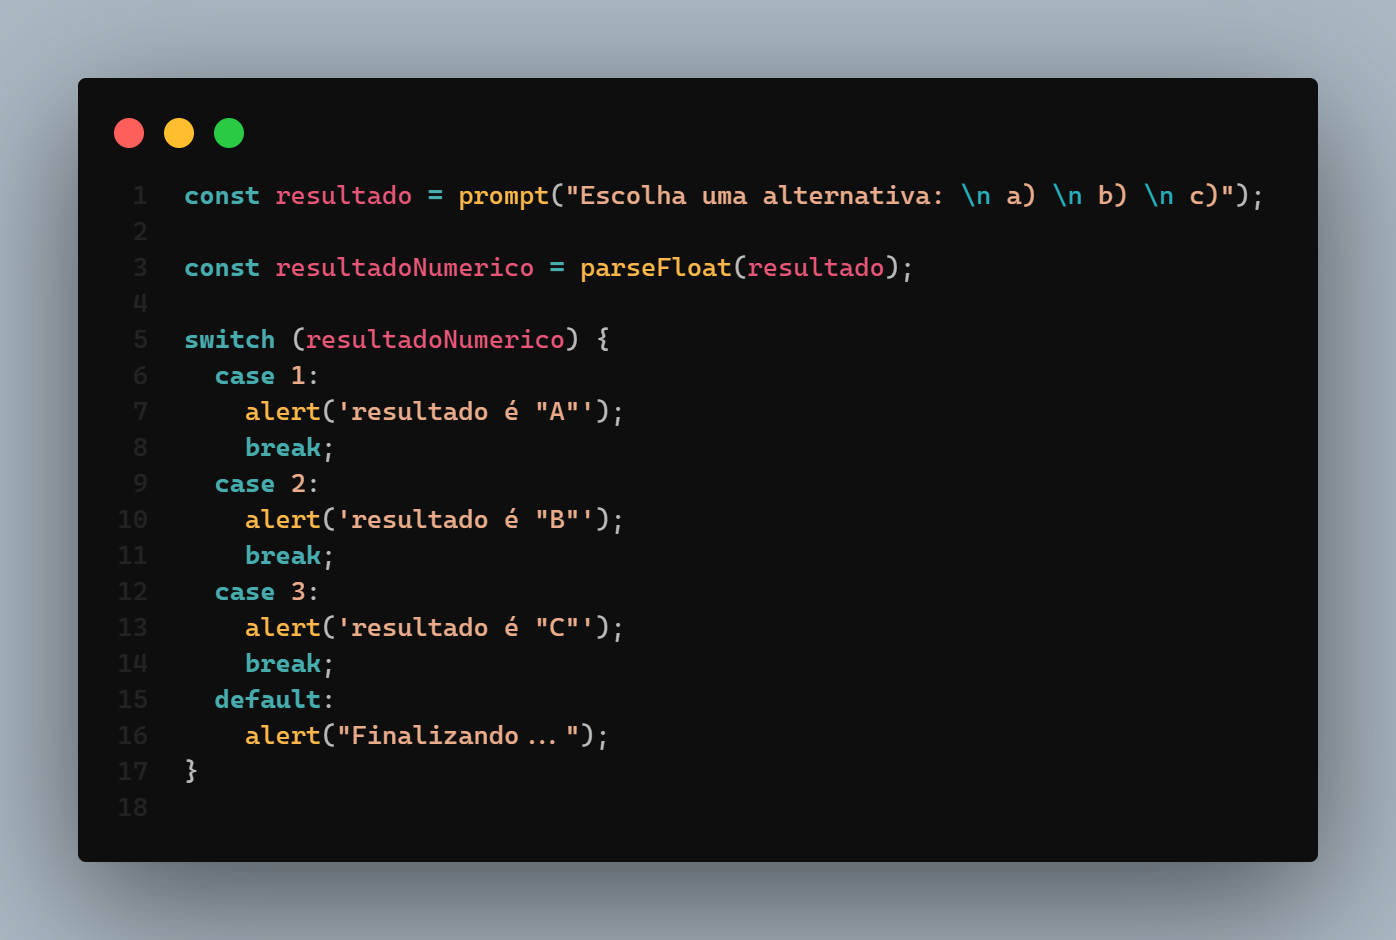 1 const resultado = prompt("Escolha uma alternativa: \n a) \n b) \n c)");
2
3 const resultadoNumerico = parseFloat(resultado);
4
5 switch (resultadoNumerico) {
6   case 1:
7     alert('resultado é "A"');
8     break;
9   case 2:
10     alert('resultado é "B"');
11     break;
12   case 3:
13     alert('resultado é "C"');
14     break;
15   default:
16     alert("Finalizando...");
17 }
18